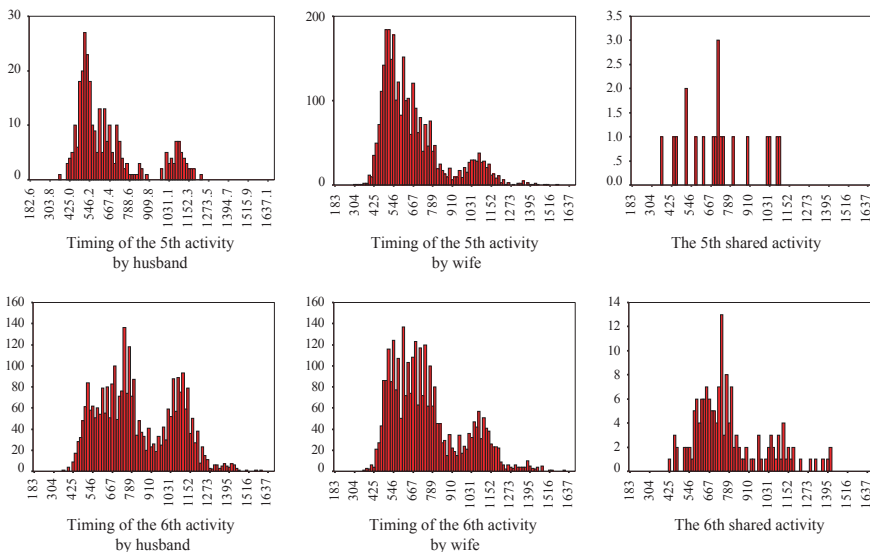 30
20
10
0
182.6 303.8 425.0 546.2 667.4 788.6 909.8 1031.1 1152.3 1273.5 1394.7 1515.9 1637.1
Timing of the 5th activity
by husband
200
100
0
183 304 425 546 667 789 910 1031 1152 1273 1395 1516 1637
Timing of the 5th activity
by wife
3.5
3.0
2.5
2.0
1.5
1.0
.5
.0
183 304 425 546 667 789 910 1031 1152 1273 1395 1516 1637
The 5th shared activity
160
140
120
100
80
60
40
20
0
183 304 425 546 667 789 910 1031 1152 1273 1395 1516 1637
Timing of the 6th activity
by husband
160
140
120
100
80
60
40
20
0
183 304 425 546 667 789 910 1031 1152 1273 1395 1516 1637
Timing of the 6th activity
by wife
14
12
10
8
6
4
2
0
183 304 425 546 667 789 910 1031 1152 1273 1395 1516 1637
The 6th shared activity